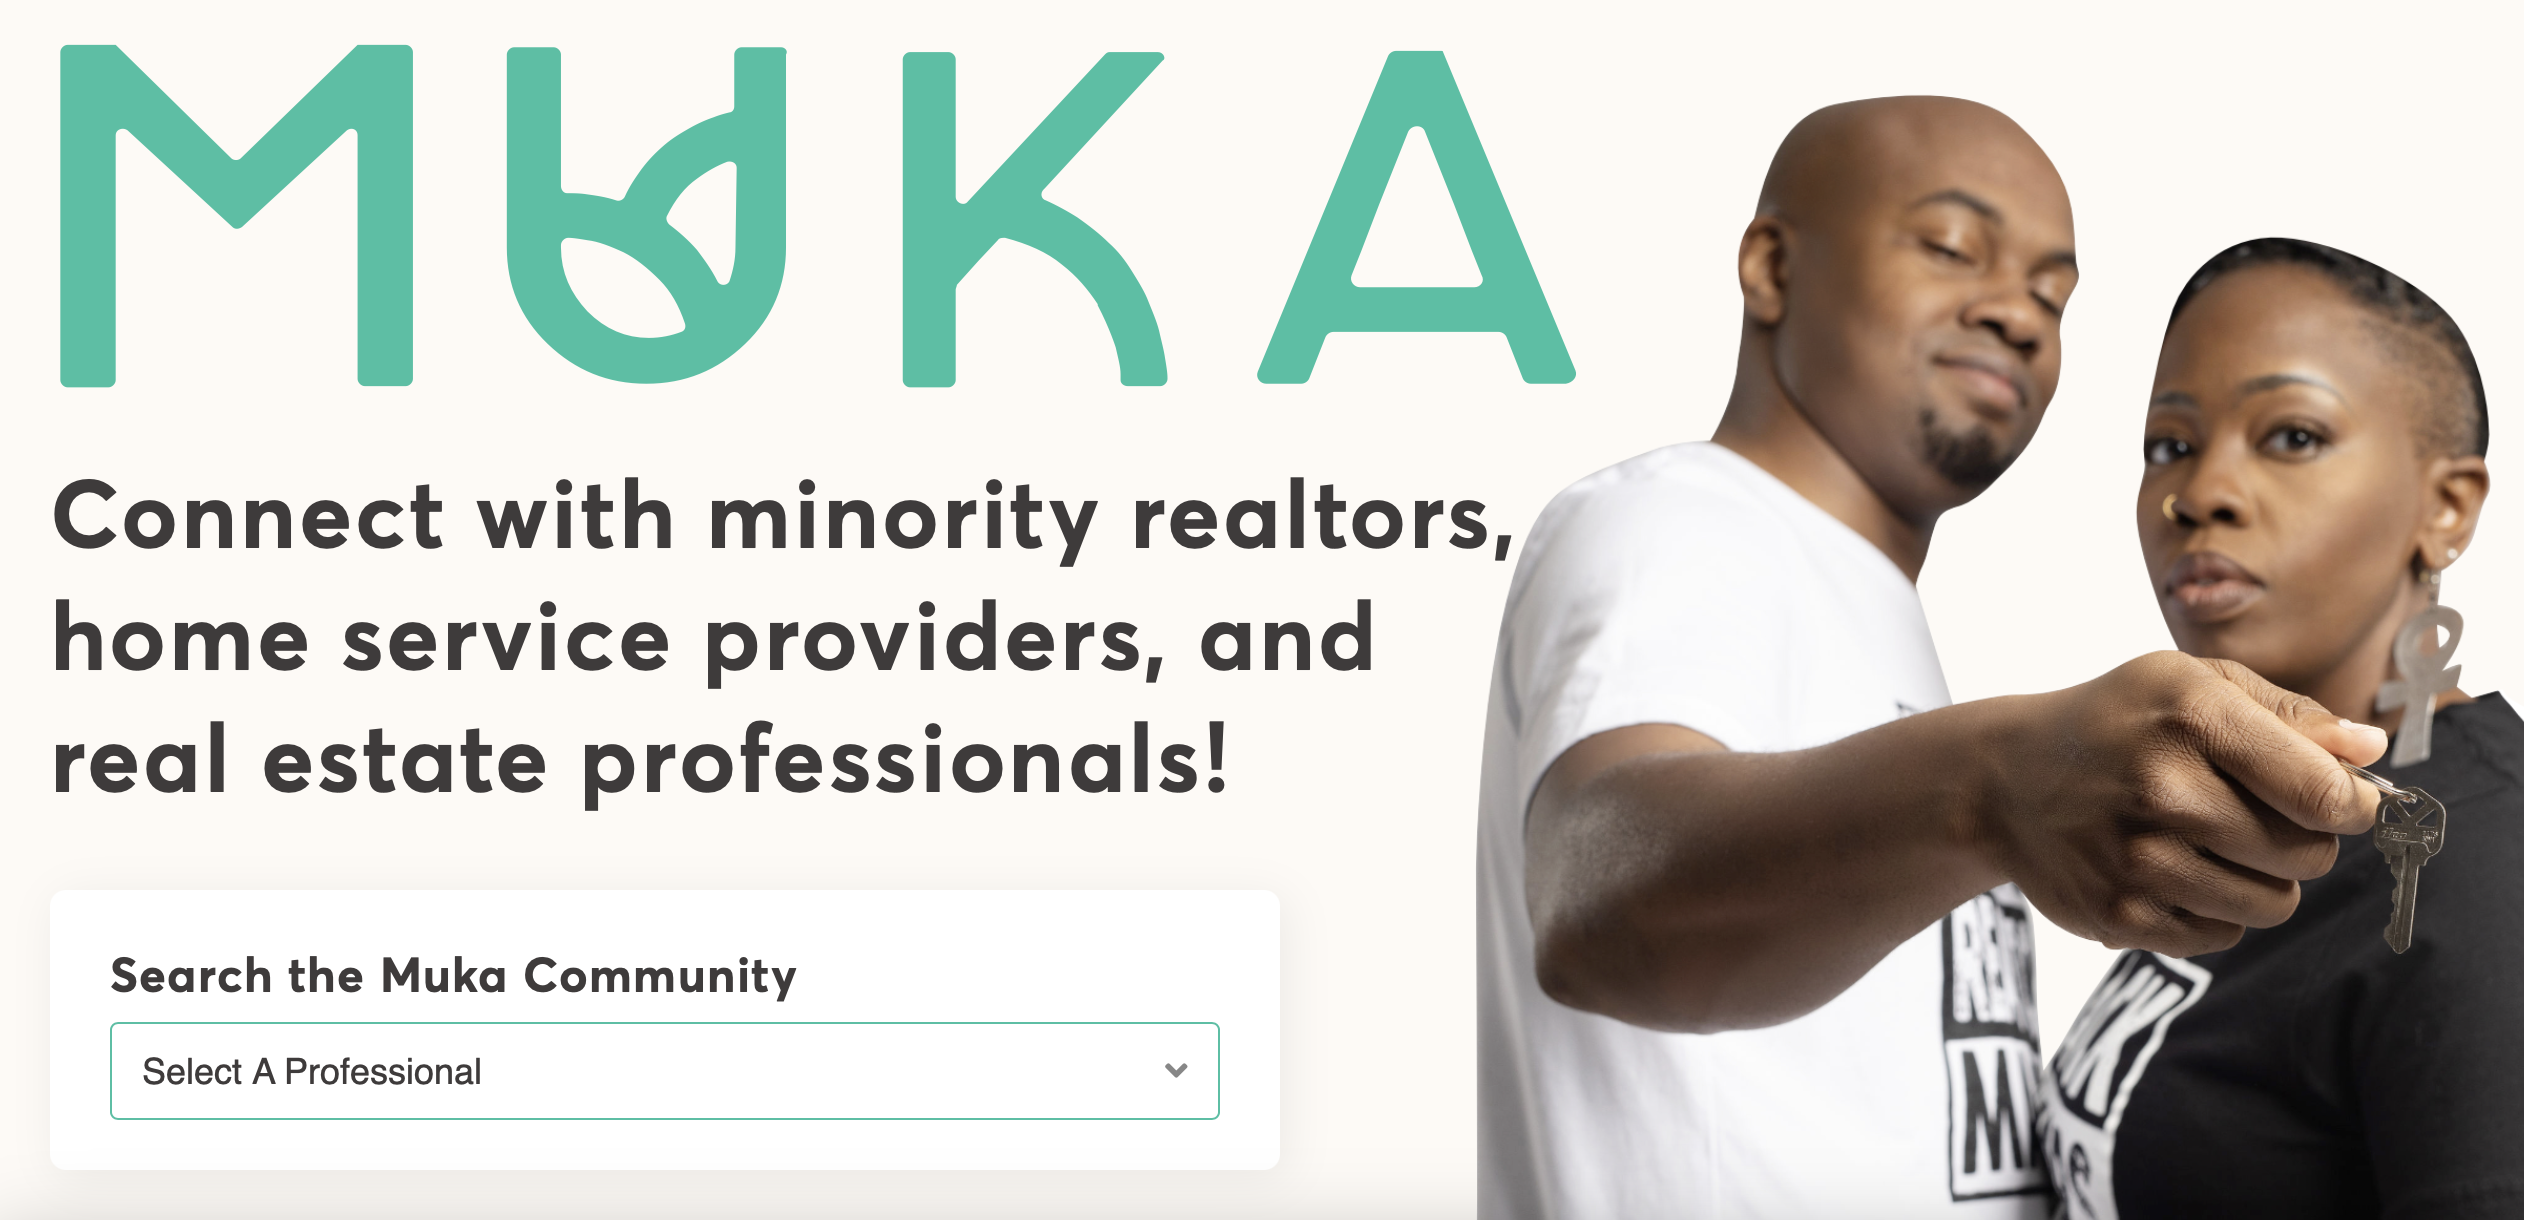 MUKA
Connect with minority realtors,
home service providers, and
real estate professionals!
Search the Muka Community
Select A Professional